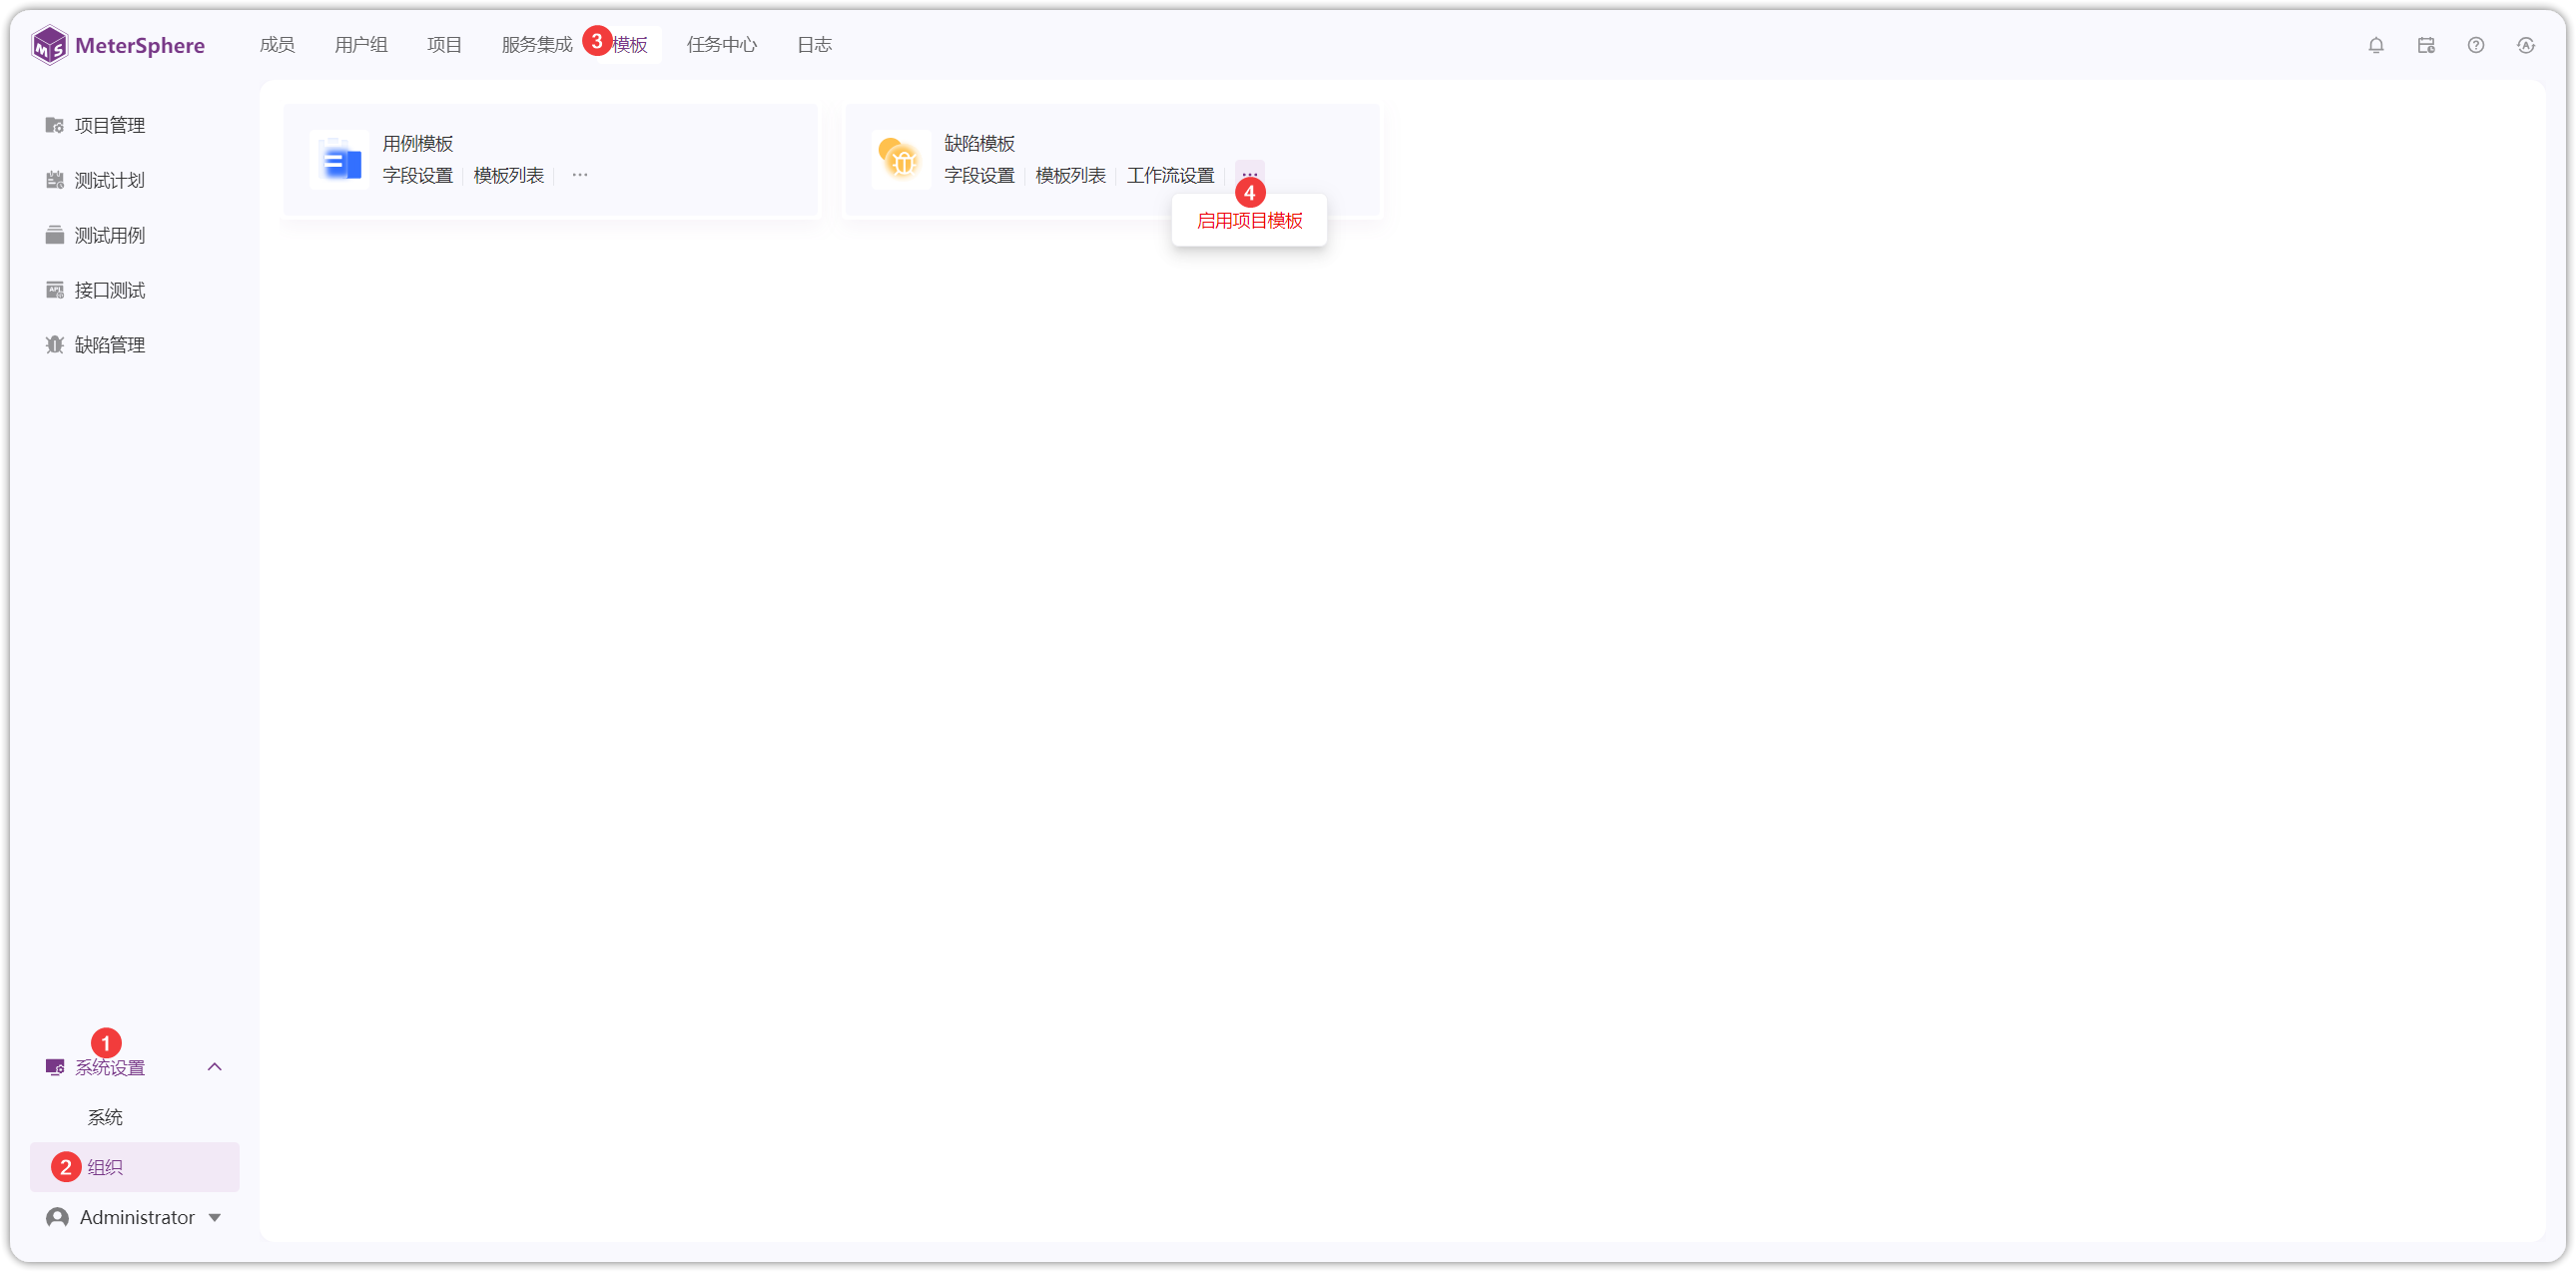 MeterSphere
成员 用户组 项目 服务集成 3 模板 任务中心 日志
项目管理
测试计划
测试用例
接口测试
缺陷管理
用例模板
字段设置 模板列表 ...
缺陷模板
字段设置 模板列表 工作流设置 ...
4
启用项目模板
1
系统设置
系统
2 组织
Administrator